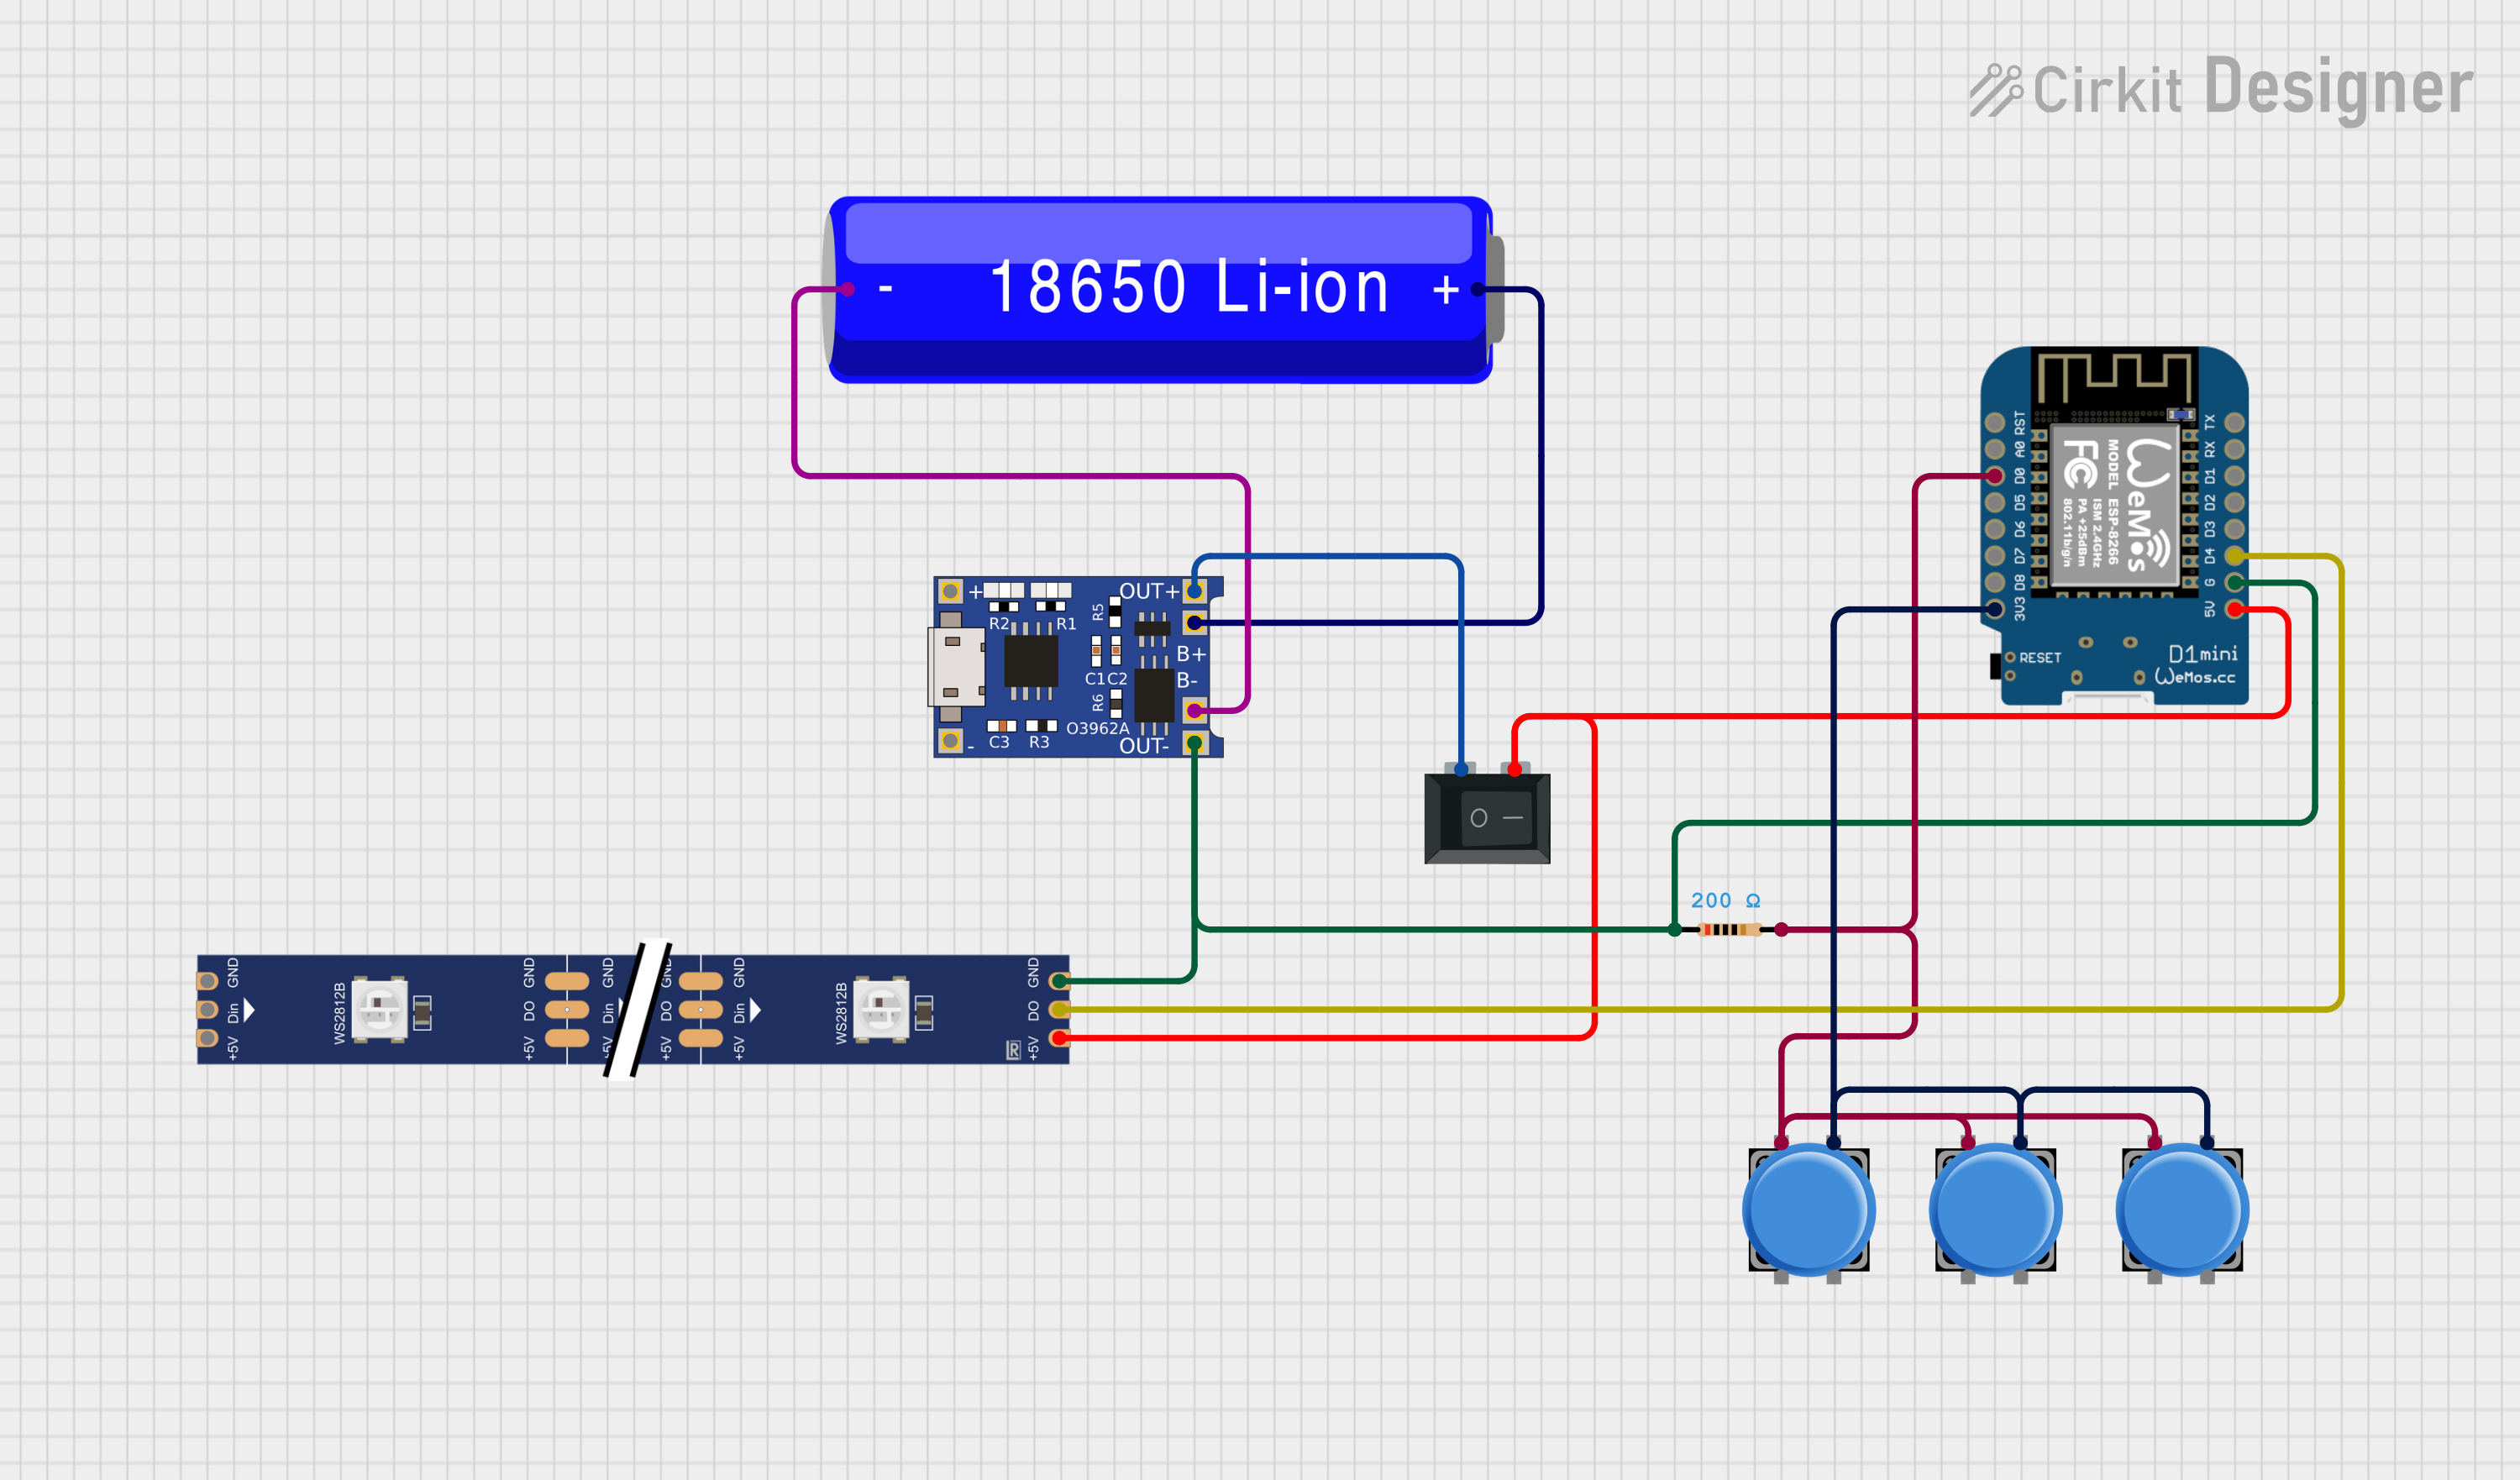 Cirkit Designer
- 18650 Li-ion +
+ OUT+
R2 R1 R5
B+
C1 C2
B-
R6
O3962A
C3 R3
- OUT-
O —
200 Ω
RST TX
A0 RX
D0 D1
D5 D2
D6 D3
D7 D4
D8 G
3V3 5V
FC
WeMos
MODEL ESP-8266
ISM 2.4GHz
PA +25dBm
802.11b/g/n
RESET
D1mini
WeMos.cc
GND GND GND GND GND GND
Din DO Din DO Din DO
+5V +5V +5V +5V +5V +5V
WS2812B WS2812B
R